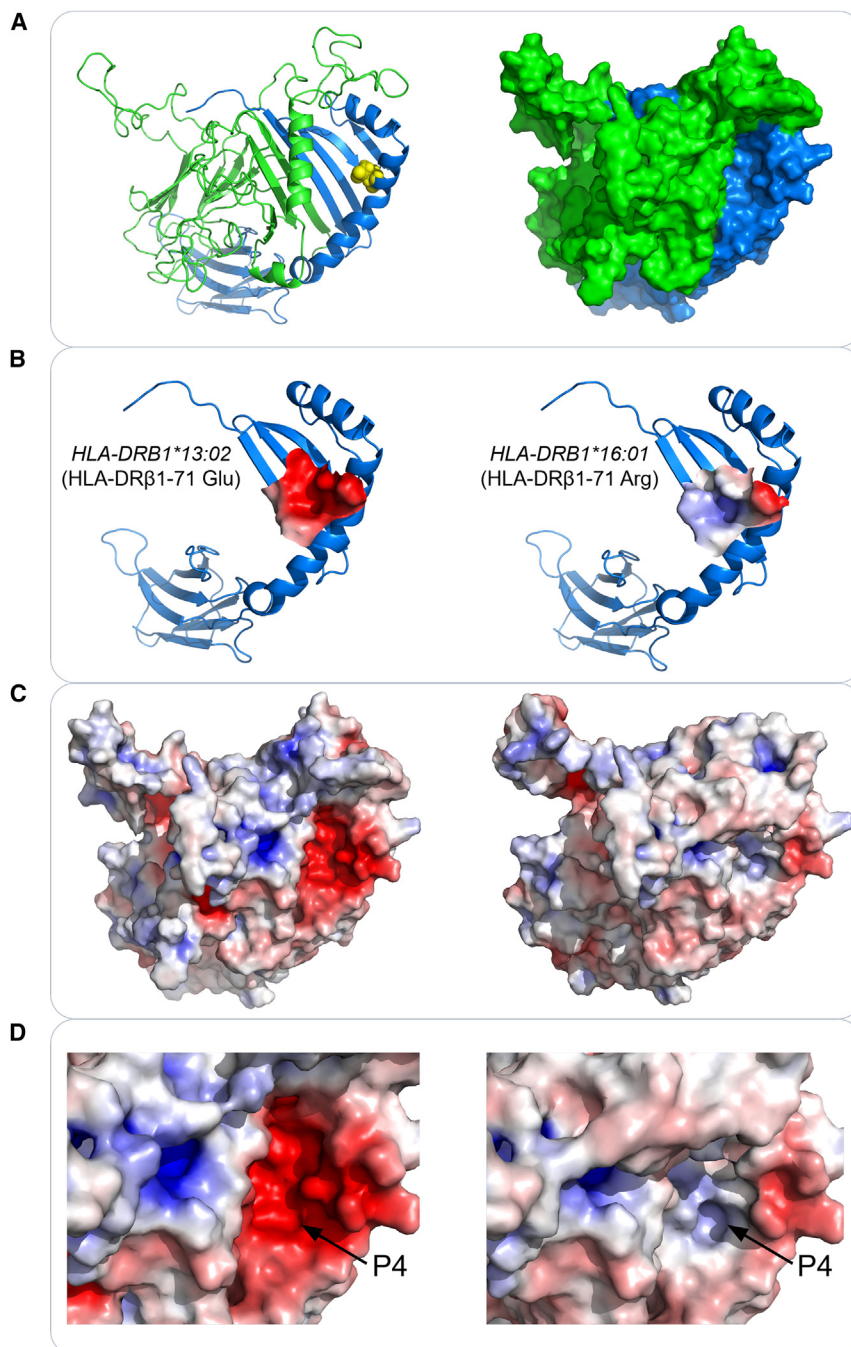 A
B
HLA-DRB1*13:02
(HLA-DRβ1-71 Glu)
HLA-DRB1*16:01
(HLA-DRβ1-71 Arg)
C
D
P4
P4